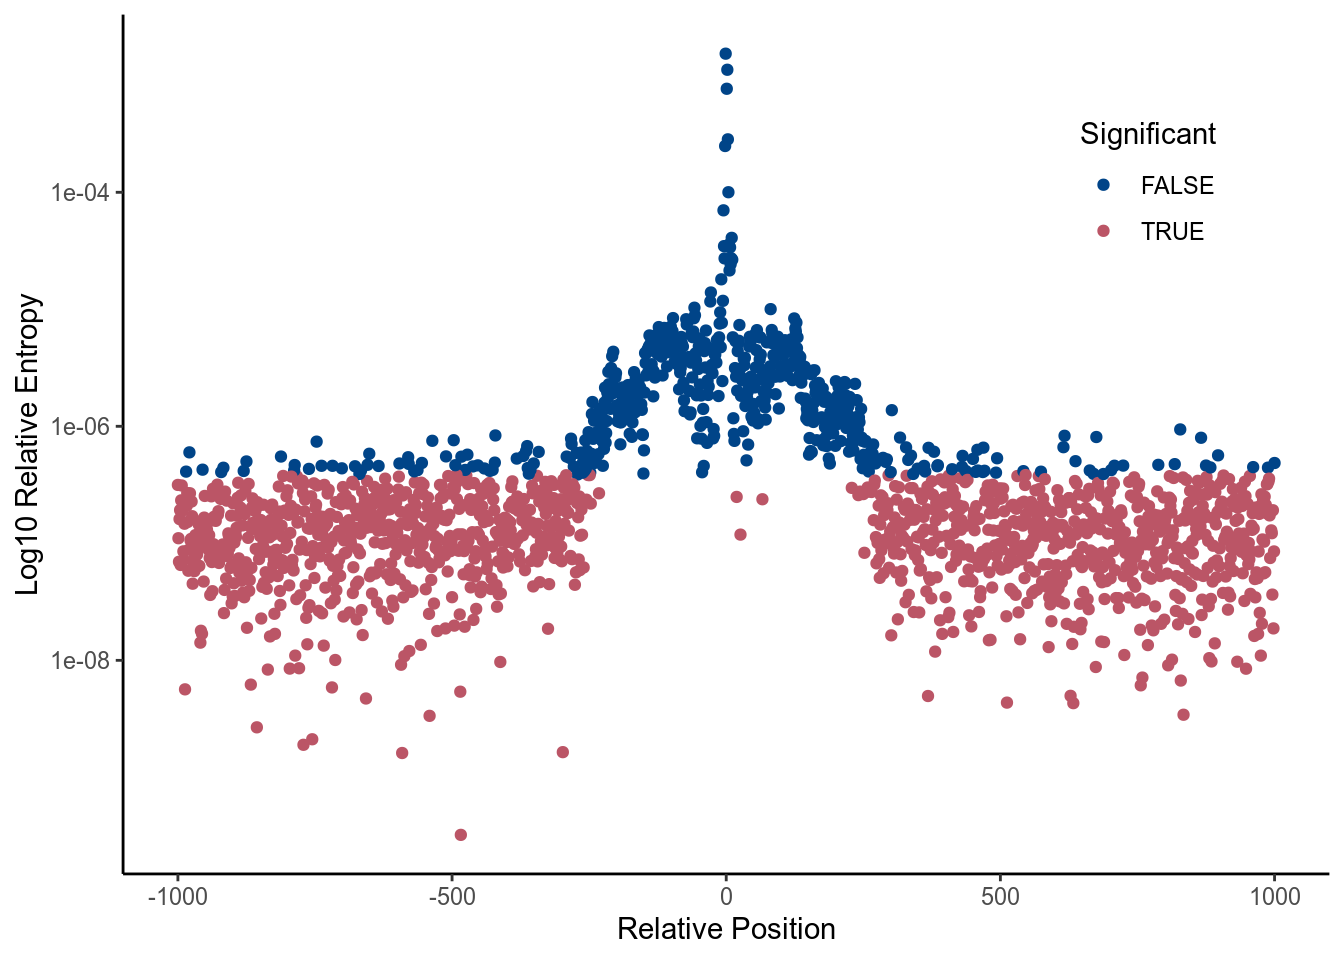 Significant
FALSE
TRUE
Log10 Relative Entropy
1e-04
1e-06
1e-08
-1000
-500
0
500
1000
Relative Position